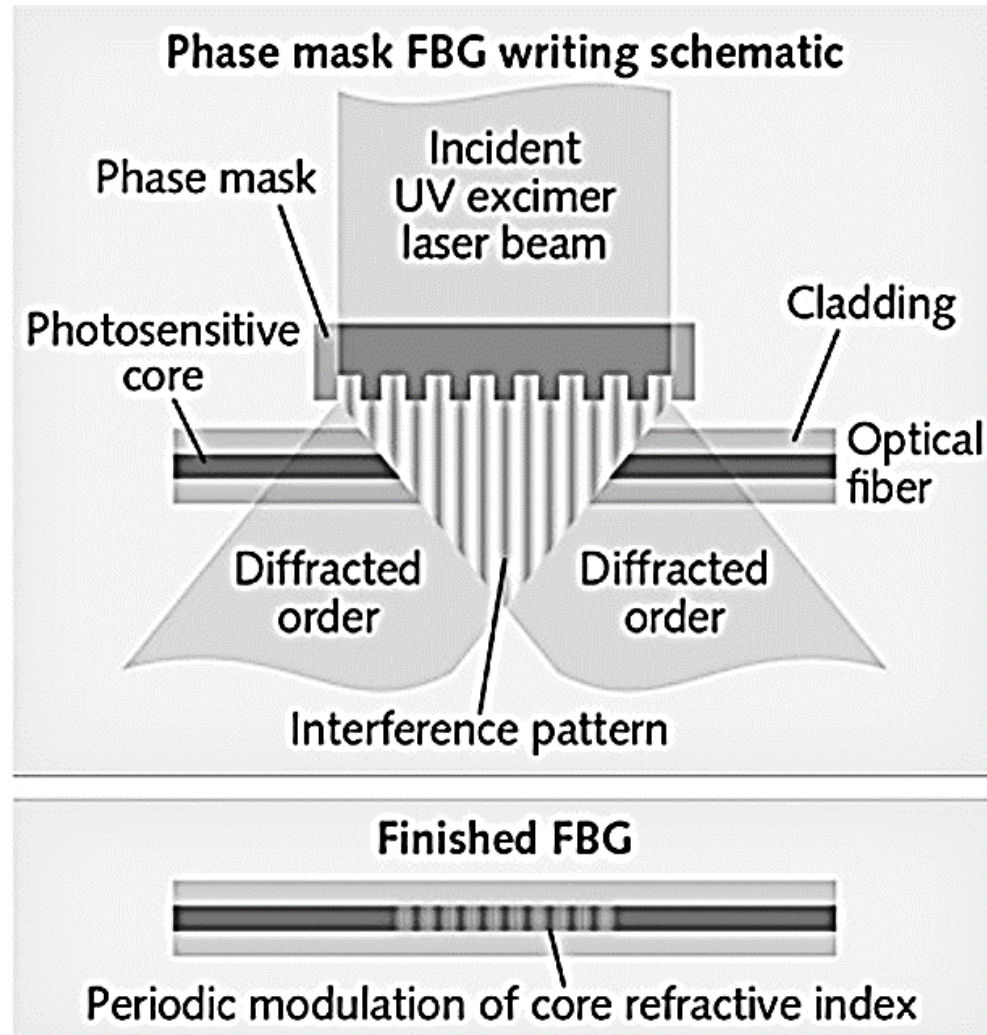 Phase mask FBG writing schematic
Incident
UV excimer
laser beam
Phase mask
Cladding
Photosensitive
core
Optical
fiber
Diffracted
order
Diffracted
order
Interference pattern
Finished FBG
Periodic modulation of core refractive index